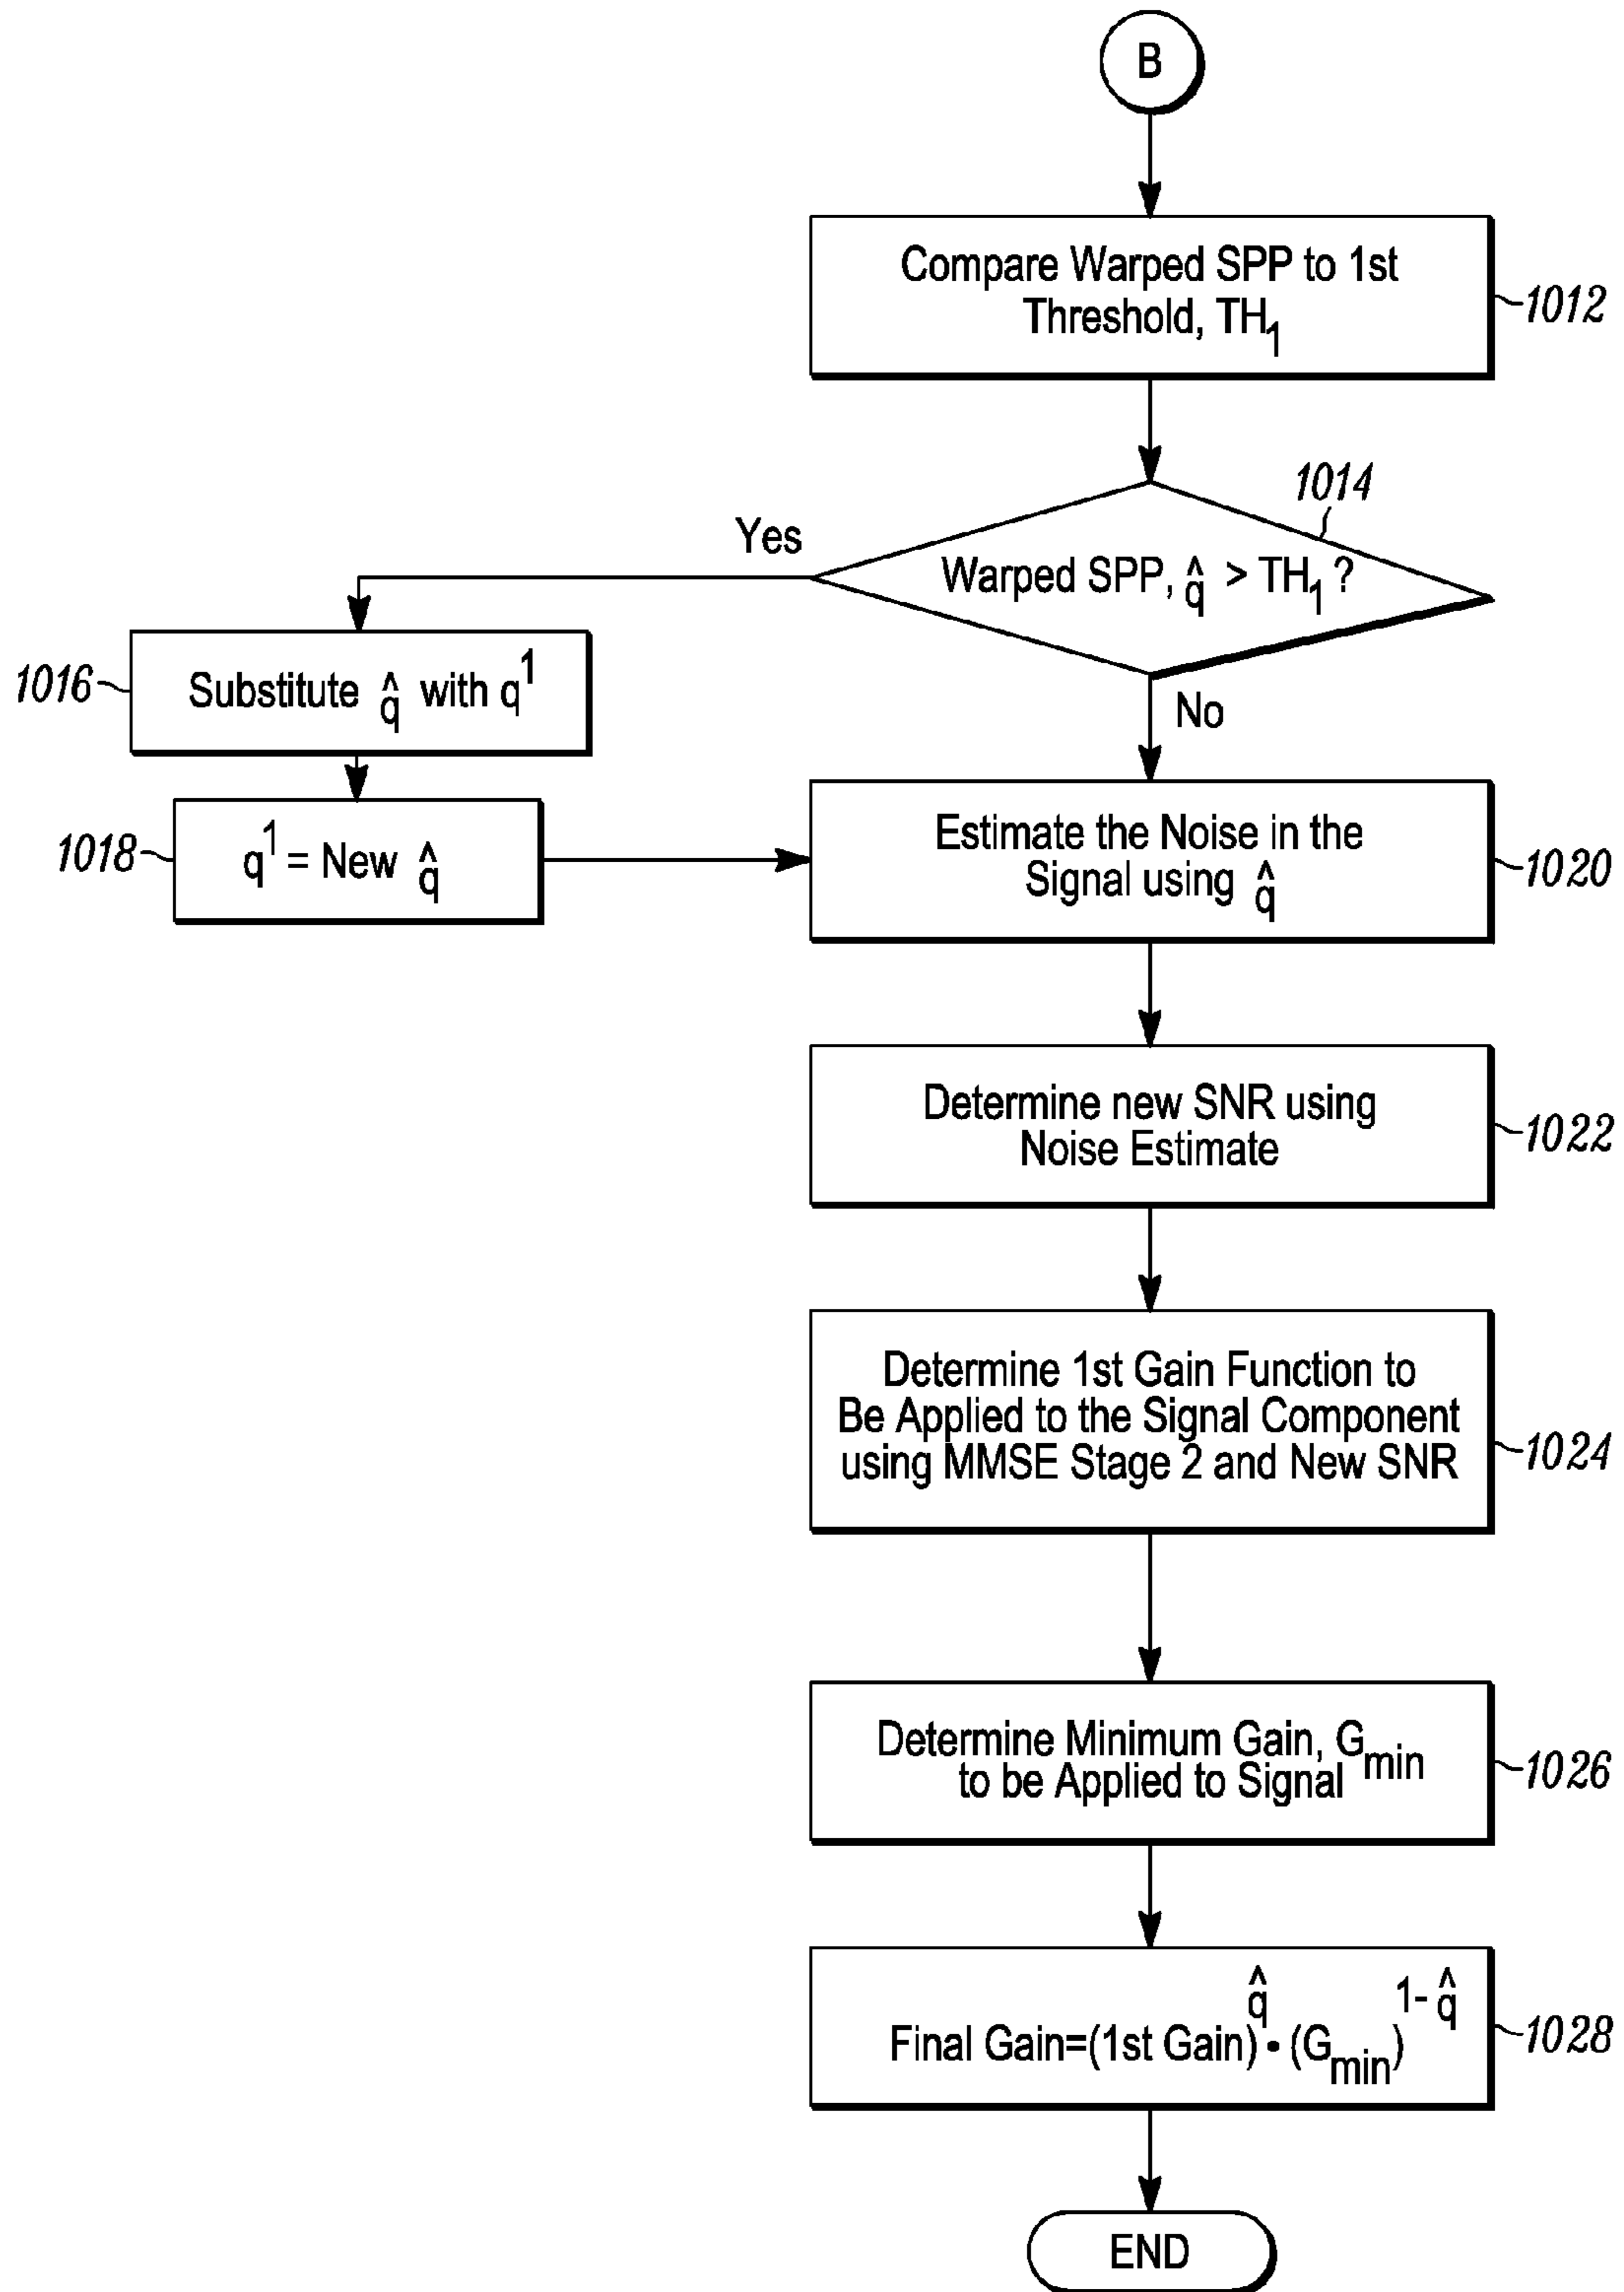 B
Compare Warped SPP to 1st
Threshold, TH₁
1012
1014
Yes
Warped SPP, q̂ > TH₁ ?
1016
Substitute q̂ with q¹
No
1018
q¹ = New q̂
Estimate the Noise in the
Signal using q̂
1020
Determine new SNR using
Noise Estimate
1022
Determine 1st Gain Function to
Be Applied to the Signal Component
using MMSE Stage 2 and New SNR
1024
Determine Minimum Gain, G_min
to be Applied to Signal
1026
Final Gain=(1st Gain)^q̂ • (G_min)^1-q̂
1028
END